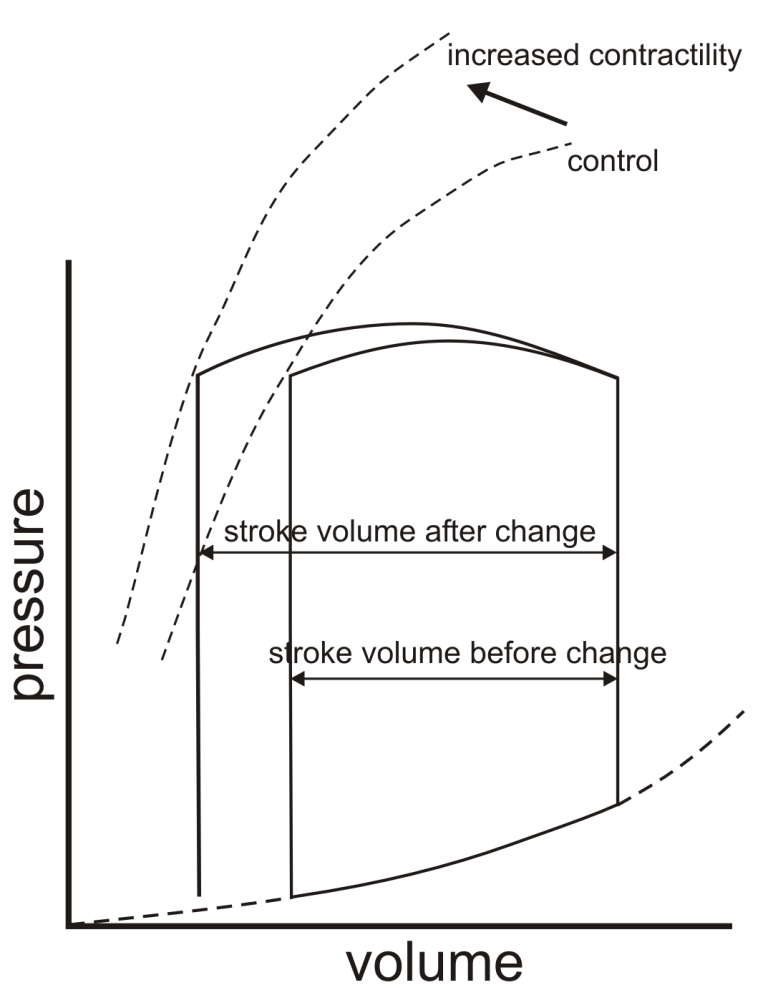 increased contractility
control
stroke volume after change
stroke volume before change
pressure
volume